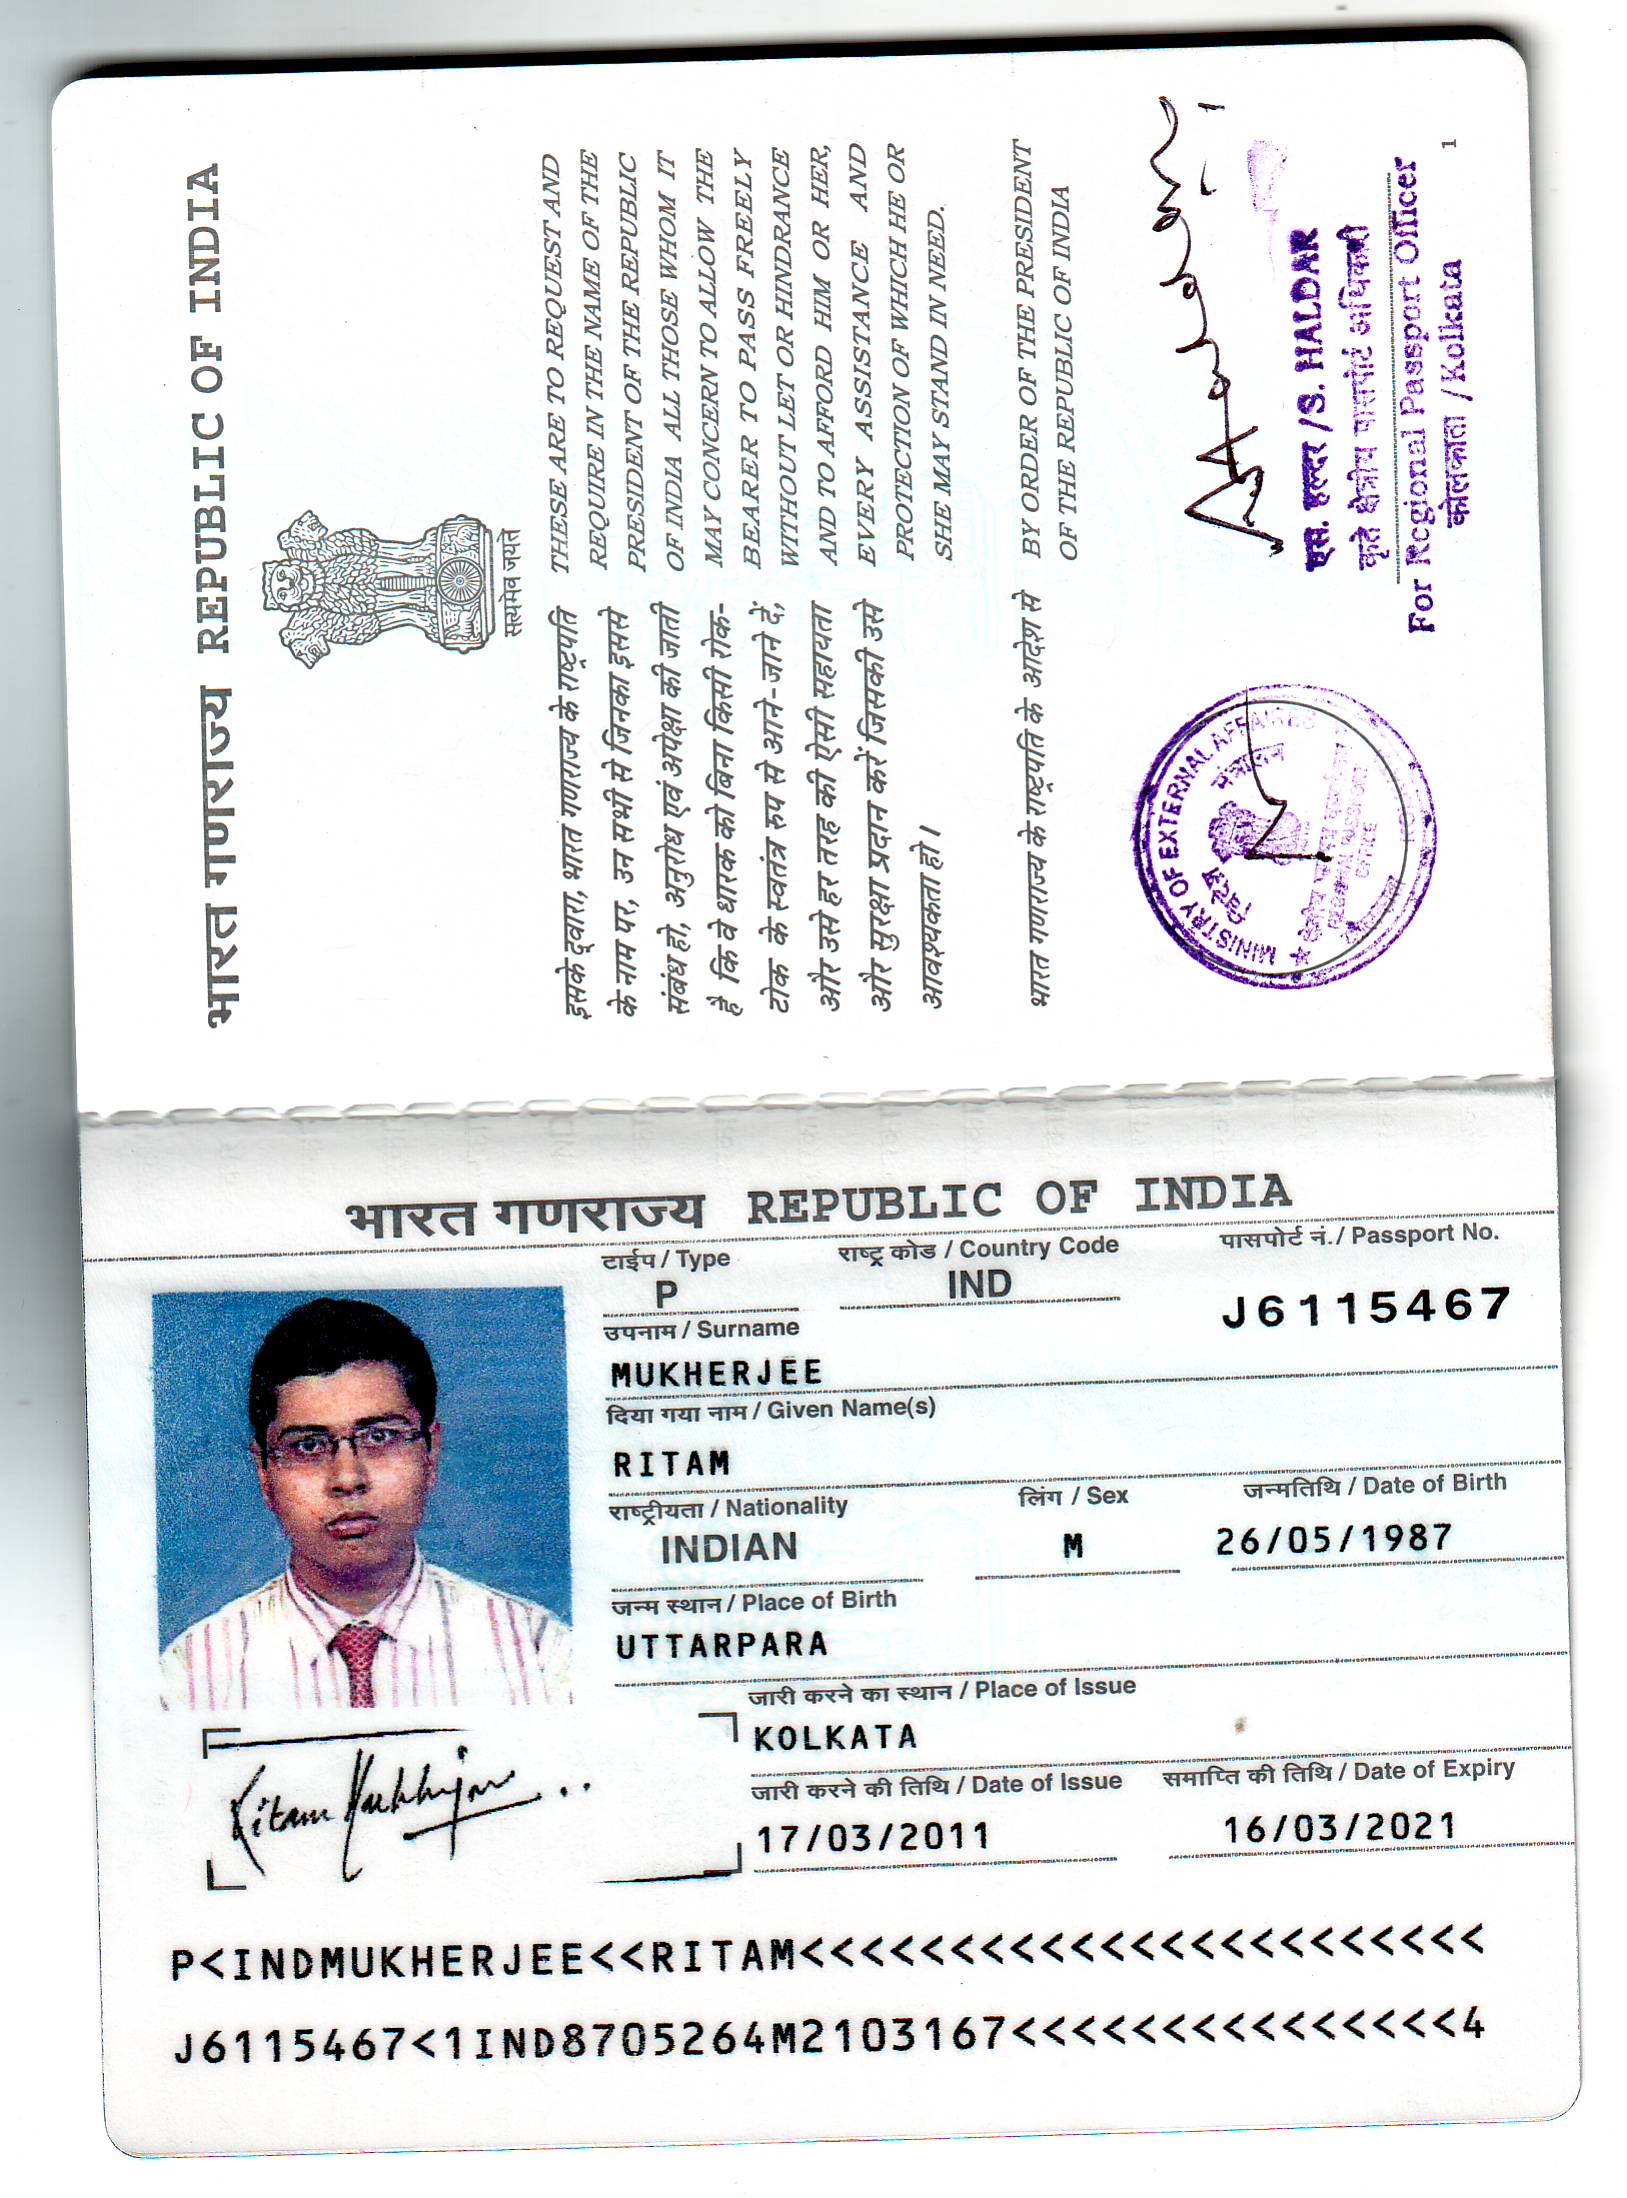 भारत गणराज्य REPUBLIC OF INDIA
सत्यमेव जयते
इसके द्वारा, भारत गणराज्य के राष्ट्रपति
के नाम पर, उन सभी से जिनका इससे
संबंध हो, अनुरोध एवं अपेक्षा की जाती
है कि वे धारक को बिना किसी रोक-
टोक के स्वतंत्र रुप से आने-जाने दें,
और उसे हर तरह की ऐसी सहायता
और सुरक्षा प्रदान करें जिसकी उसे
आवश्यकता हो।
THESE ARE TO REQUEST AND
REQUIRE IN THE NAME OF THE
PRESIDENT OF THE REPUBLIC
OF INDIA ALL THOSE WHOM IT
MAY CONCERN TO ALLOW THE
BEARER TO PASS FREELY
WITHOUT LET OR HINDRANCE
AND TO AFFORD HIM OR HER,
EVERY ASSISTANCE AND
PROTECTION OF WHICH HE OR
SHE MAY STAND IN NEED.
भारत गणराज्य के राष्ट्रपति के आदेश से
BY ORDER OF THE PRESIDENT
OF THE REPUBLIC OF INDIA
MINISTRY OF EXTERNAL AFFAIRES
विदेश मंत्रालय
एस. हल्दर / S. HALDAR
कृते क्षेत्रीय पासपोर्ट अधिकारी
For Regional Passport Officer
कोलकाता / Kolkata
1
भारत गणराज्य REPUBLIC OF INDIA
टाईप / Type राष्ट्र कोड / Country Code पासपोर्ट नं. / Passport No.
P IND J6115467
उपनाम / Surname
MUKHERJEE
दिया गया नाम / Given Name(s)
RITAM
राष्ट्रीयता / Nationality लिंग / Sex जन्मतिथि / Date of Birth
INDIAN M 26/05/1987
जन्म स्थान / Place of Birth
UTTARPARA
जारी करने का स्थान / Place of Issue
KOLKATA
जारी करने की तिथि / Date of Issue समाप्ति की तिथि / Date of Expiry
17/03/2011 16/03/2021
Ritam Mukherjee
P<INDMUKHERJEE<<RITAM<<<<<<<<<<<<<<<<<<<<<<<
J6115467<1IND8705264M2103167<<<<<<<<<<<<<<<4